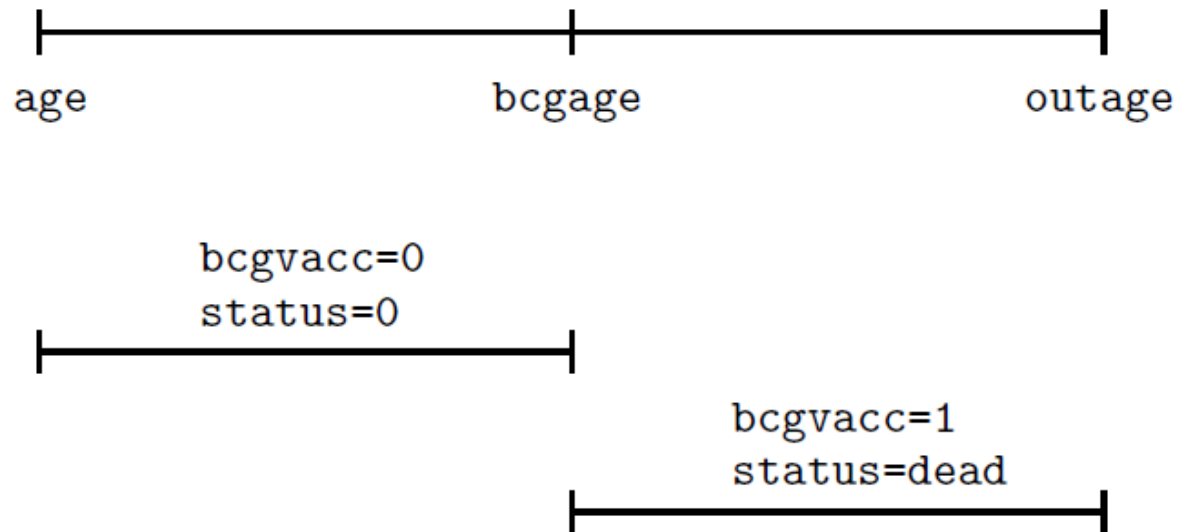 age bcgage outage
bcgvacc=0
status=0
bcgvacc=1
status=dead